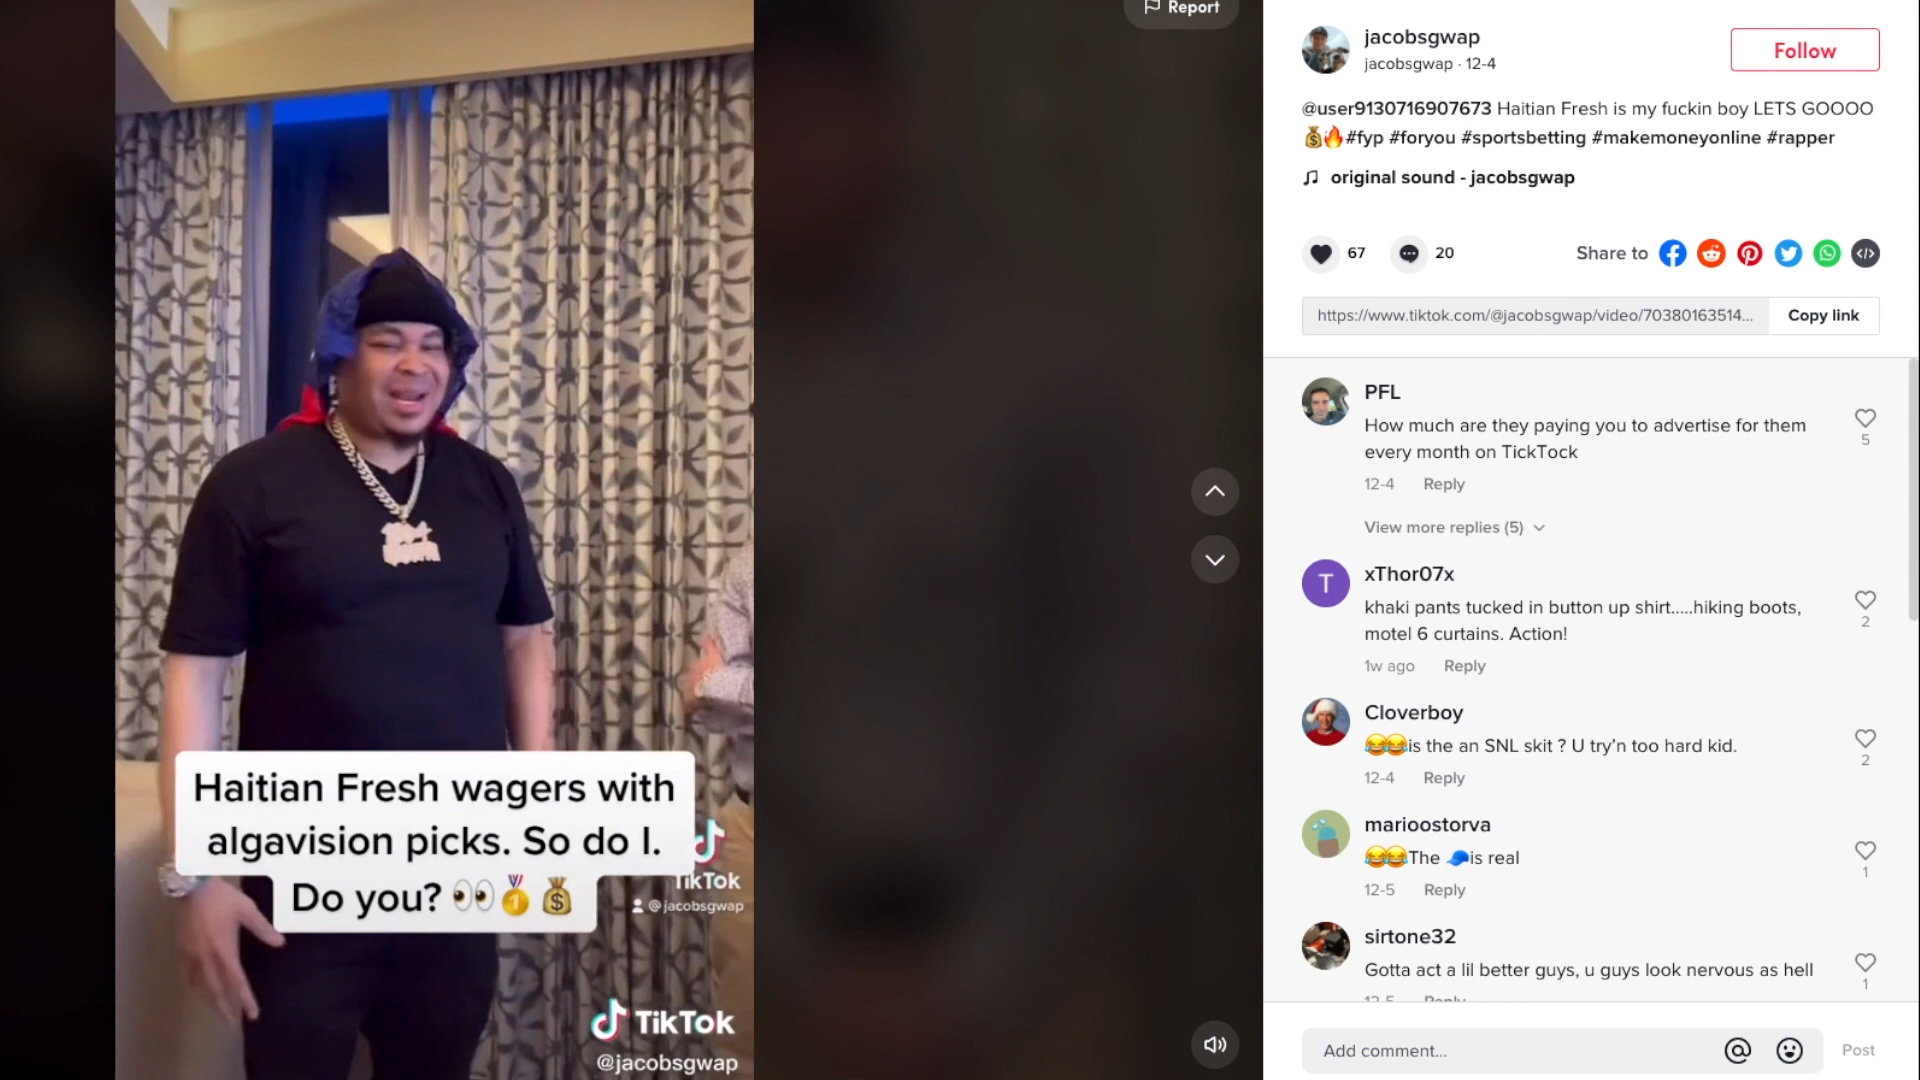 Report
Haitian Fresh wagers with
algavision picks. So do I.
Do you? 👀🥇💰
TikTok
@jacobsgwap
TikTok
@jacobsgwap
jacobsgwap
jacobsgwap · 12-4
Follow
@user9130716907673 Haitian Fresh is my fuckin boy LETS GOOOO
💰🔥#fyp #foryou #sportsbetting #makemoneyonline #rapper
♫ original sound - jacobsgwap
67
20
Share to
https://www.tiktok.com/@jacobsgwap/video/70380163514...
Copy link
PFL
How much are they paying you to advertise for them
every month on TickTock
5
12-4 Reply
View more replies (5)
T
xThor07x
khaki pants tucked in button up shirt.....hiking boots,
motel 6 curtains. Action!
2
1w ago Reply
Cloverboy
😂😂is the an SNL skit ? U try’n too hard kid.
2
12-4 Reply
marioostorva
😂😂The 🧢is real
1
12-5 Reply
sirtone32
Gotta act a lil better guys, u guys look nervous as hell
1
12-5 Reply
Add comment...
@
Post